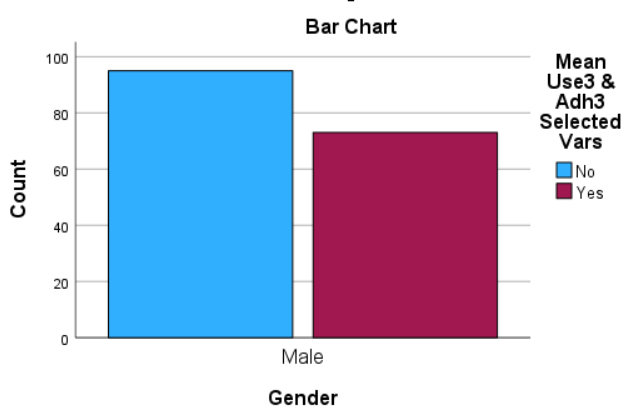 Bar Chart
100
80
60
40
20
0
Count
Male
Gender
Mean
Use3 &
Adh3
Selected
Vars
No
Yes